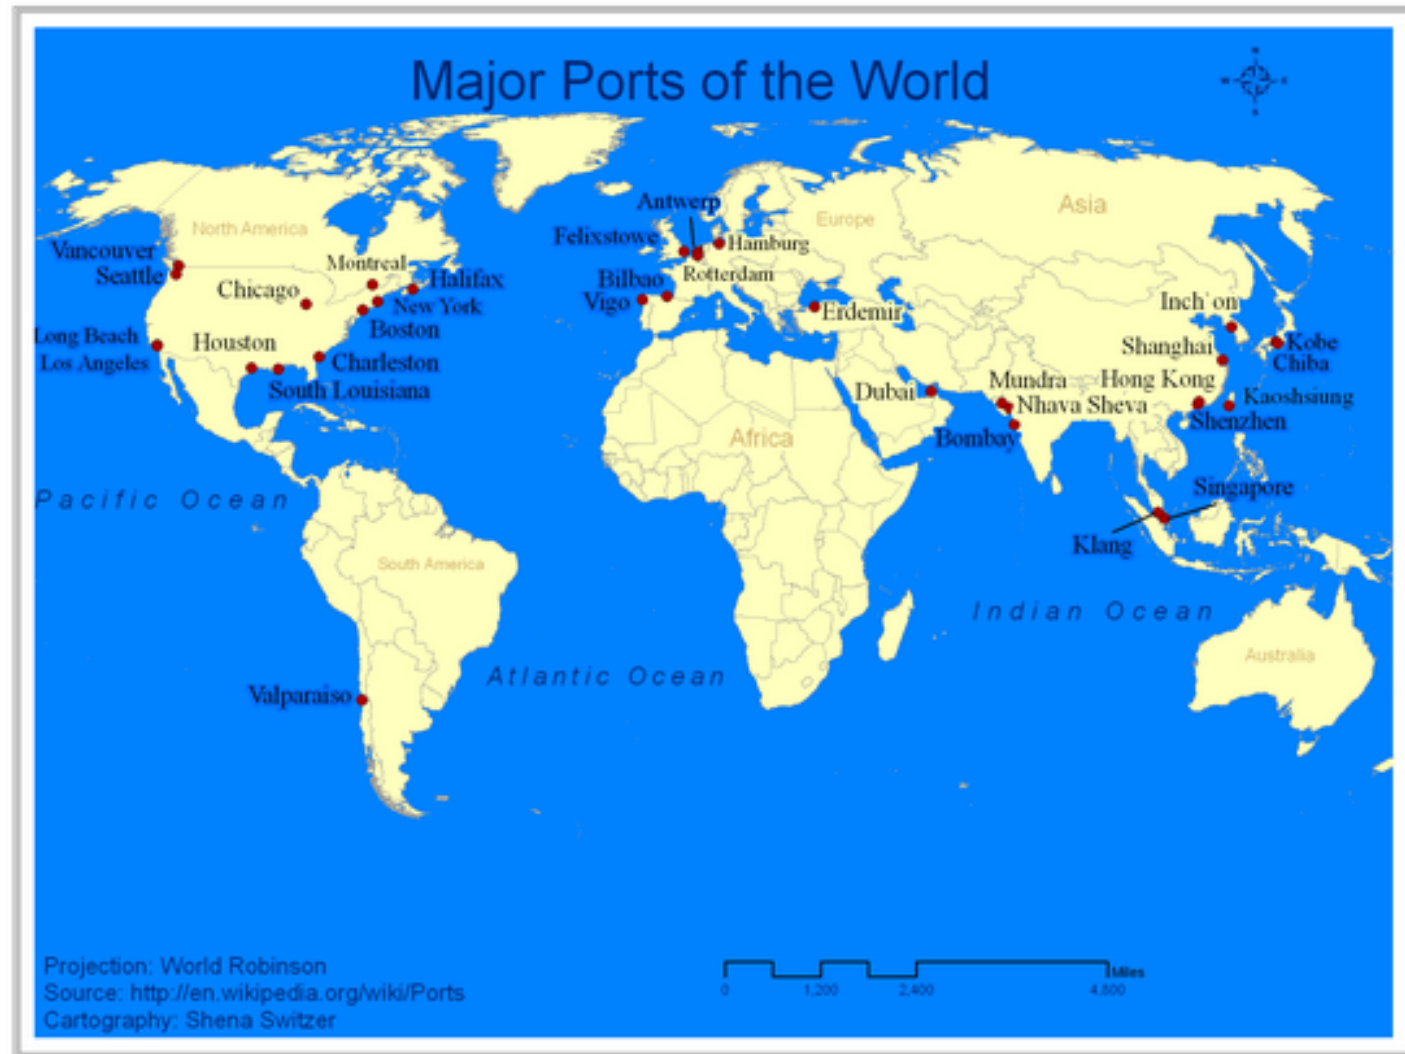 Major Ports of the World
North America
Europe
Asia
Antwerp
Felixstowe
Hamburg
Rotterdam
Bilbao
Vigo
Erdemir
Vancouver
Seattle
Montreal
Halifax
Chicago
New York
Boston
Long Beach
Los Angeles
Houston
Charleston
South Louisiana
Inch`on
Shanghai
Kobe
Chiba
Dubai
Mundra
Hong Kong
Kaoshsiung
Nhava Sheva
Shenzhen
Bombay
Africa
Singapore
Klang
Pacific Ocean
South America
Indian Ocean
Atlantic Ocean
Australia
Valparaiso
Projection: World Robinson
Source: http://en.wikipedia.org/wiki/Ports
Cartography: Shena Switzer
Miles
0 1,200 2,400 4,800